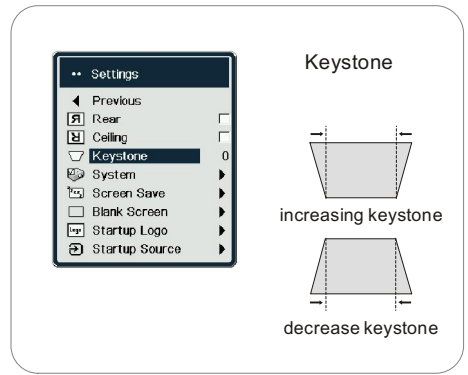 Settings
Previous
Rear
Ceiling
Keystone 0
System
Screen Save
Blank Screen
Logo Startup Logo
Startup Source
Keystone
increasing keystone
decrease keystone